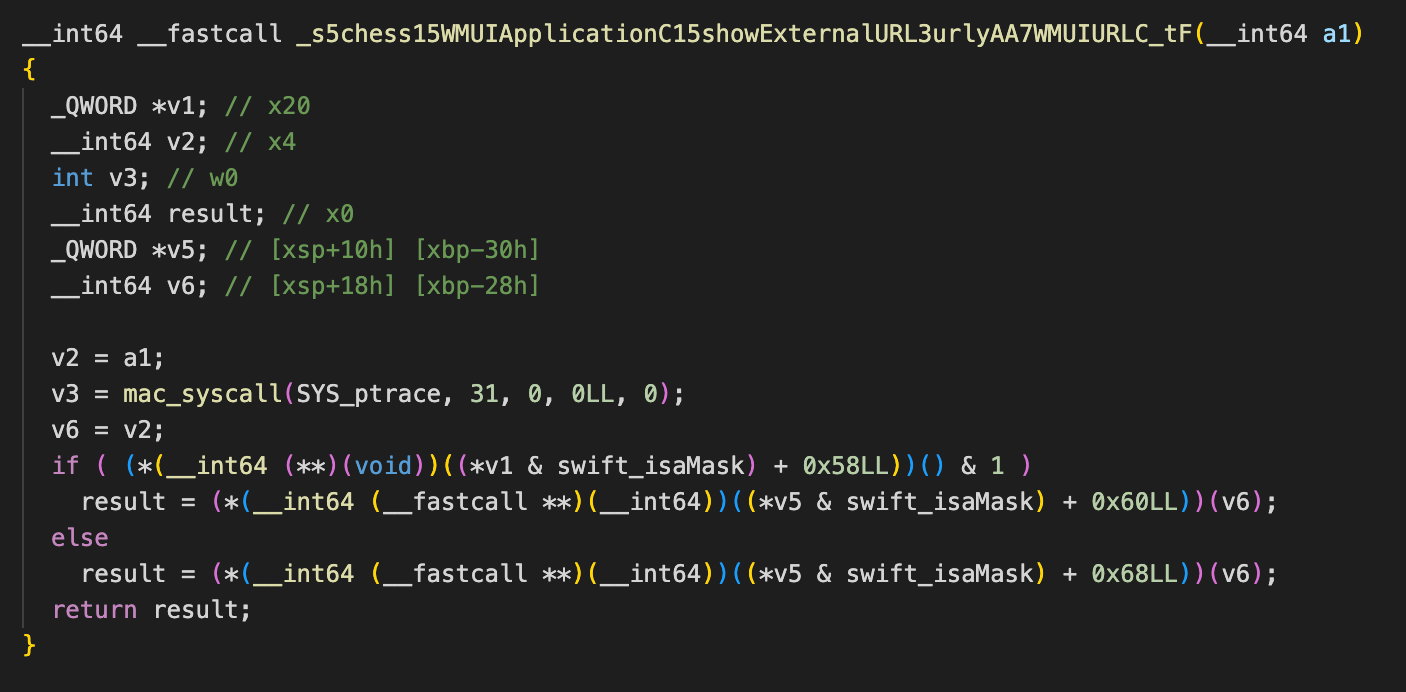 __int64 __fastcall _s5chess15WMUIApplicationC15showExternalURL3urlyAA7WMUIURLC_tF(__int64 a1)
{
  _QWORD *v1; // x20
  __int64 v2; // x4
  int v3; // w0
  __int64 result; // x0
  _QWORD *v5; // [xsp+10h] [xbp-30h]
  __int64 v6; // [xsp+18h] [xbp-28h]

  v2 = a1;
  v3 = mac_syscall(SYS_ptrace, 31, 0, 0LL, 0);
  v6 = v2;
  if ( (*(__int64 (**)(void))((*v1 & swift_isaMask) + 0x58LL))() & 1 )
    result = (*(__int64 (__fastcall **)(__int64))((*v5 & swift_isaMask) + 0x60LL))(v6);
  else
    result = (*(__int64 (__fastcall **)(__int64))((*v5 & swift_isaMask) + 0x68LL))(v6);
  return result;
}